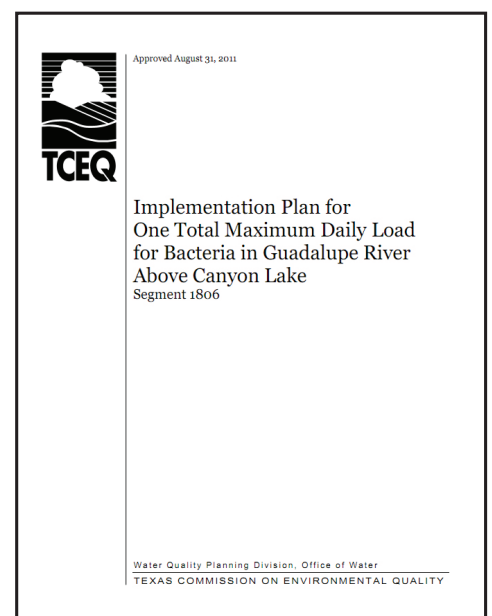 Approved August 31, 2011
TCEQ
Implementation Plan for
One Total Maximum Daily Load
for Bacteria in Guadalupe River
Above Canyon Lake
Segment 1806
Water Quality Planning Division, Office of Water
TEXAS COMMISSION ON ENVIRONMENTAL QUALITY